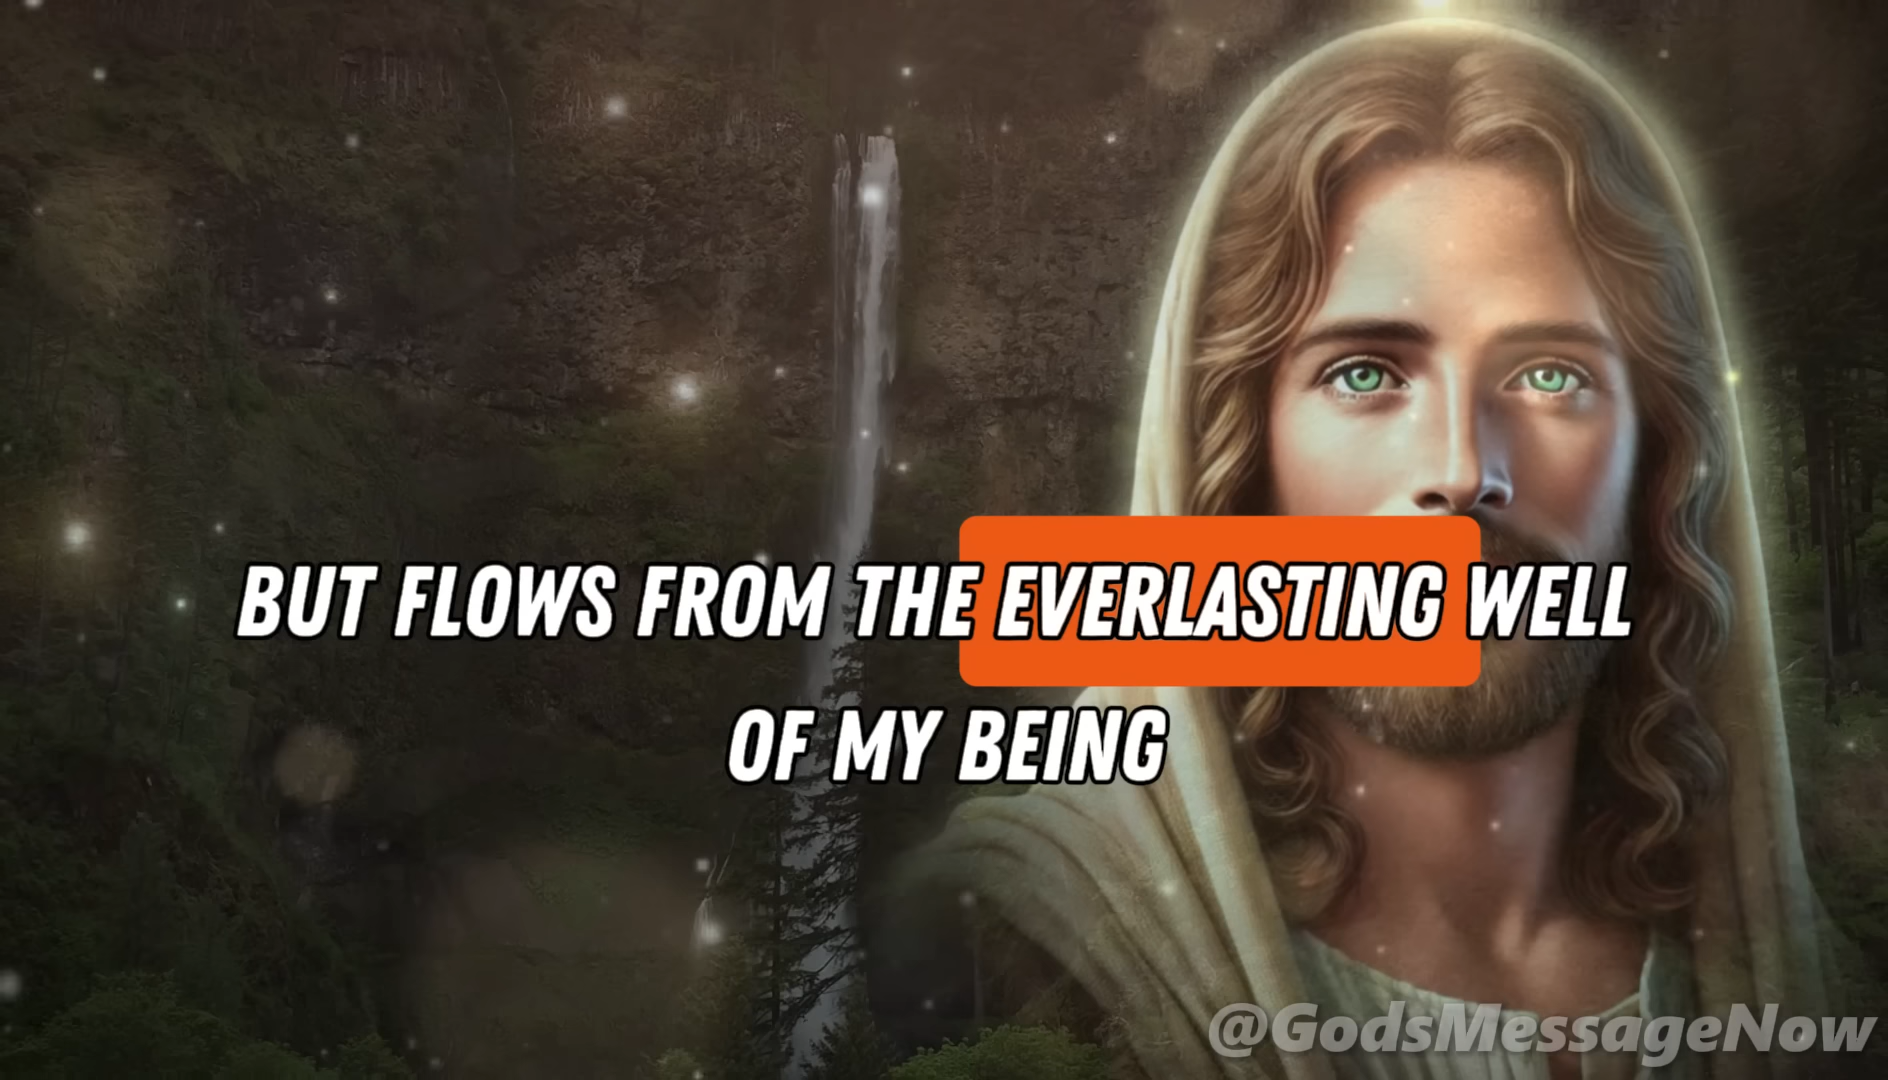 BUT FLOWS FROM THE EVERLASTING WELL
OF MY BEING
@GodsMessageNow